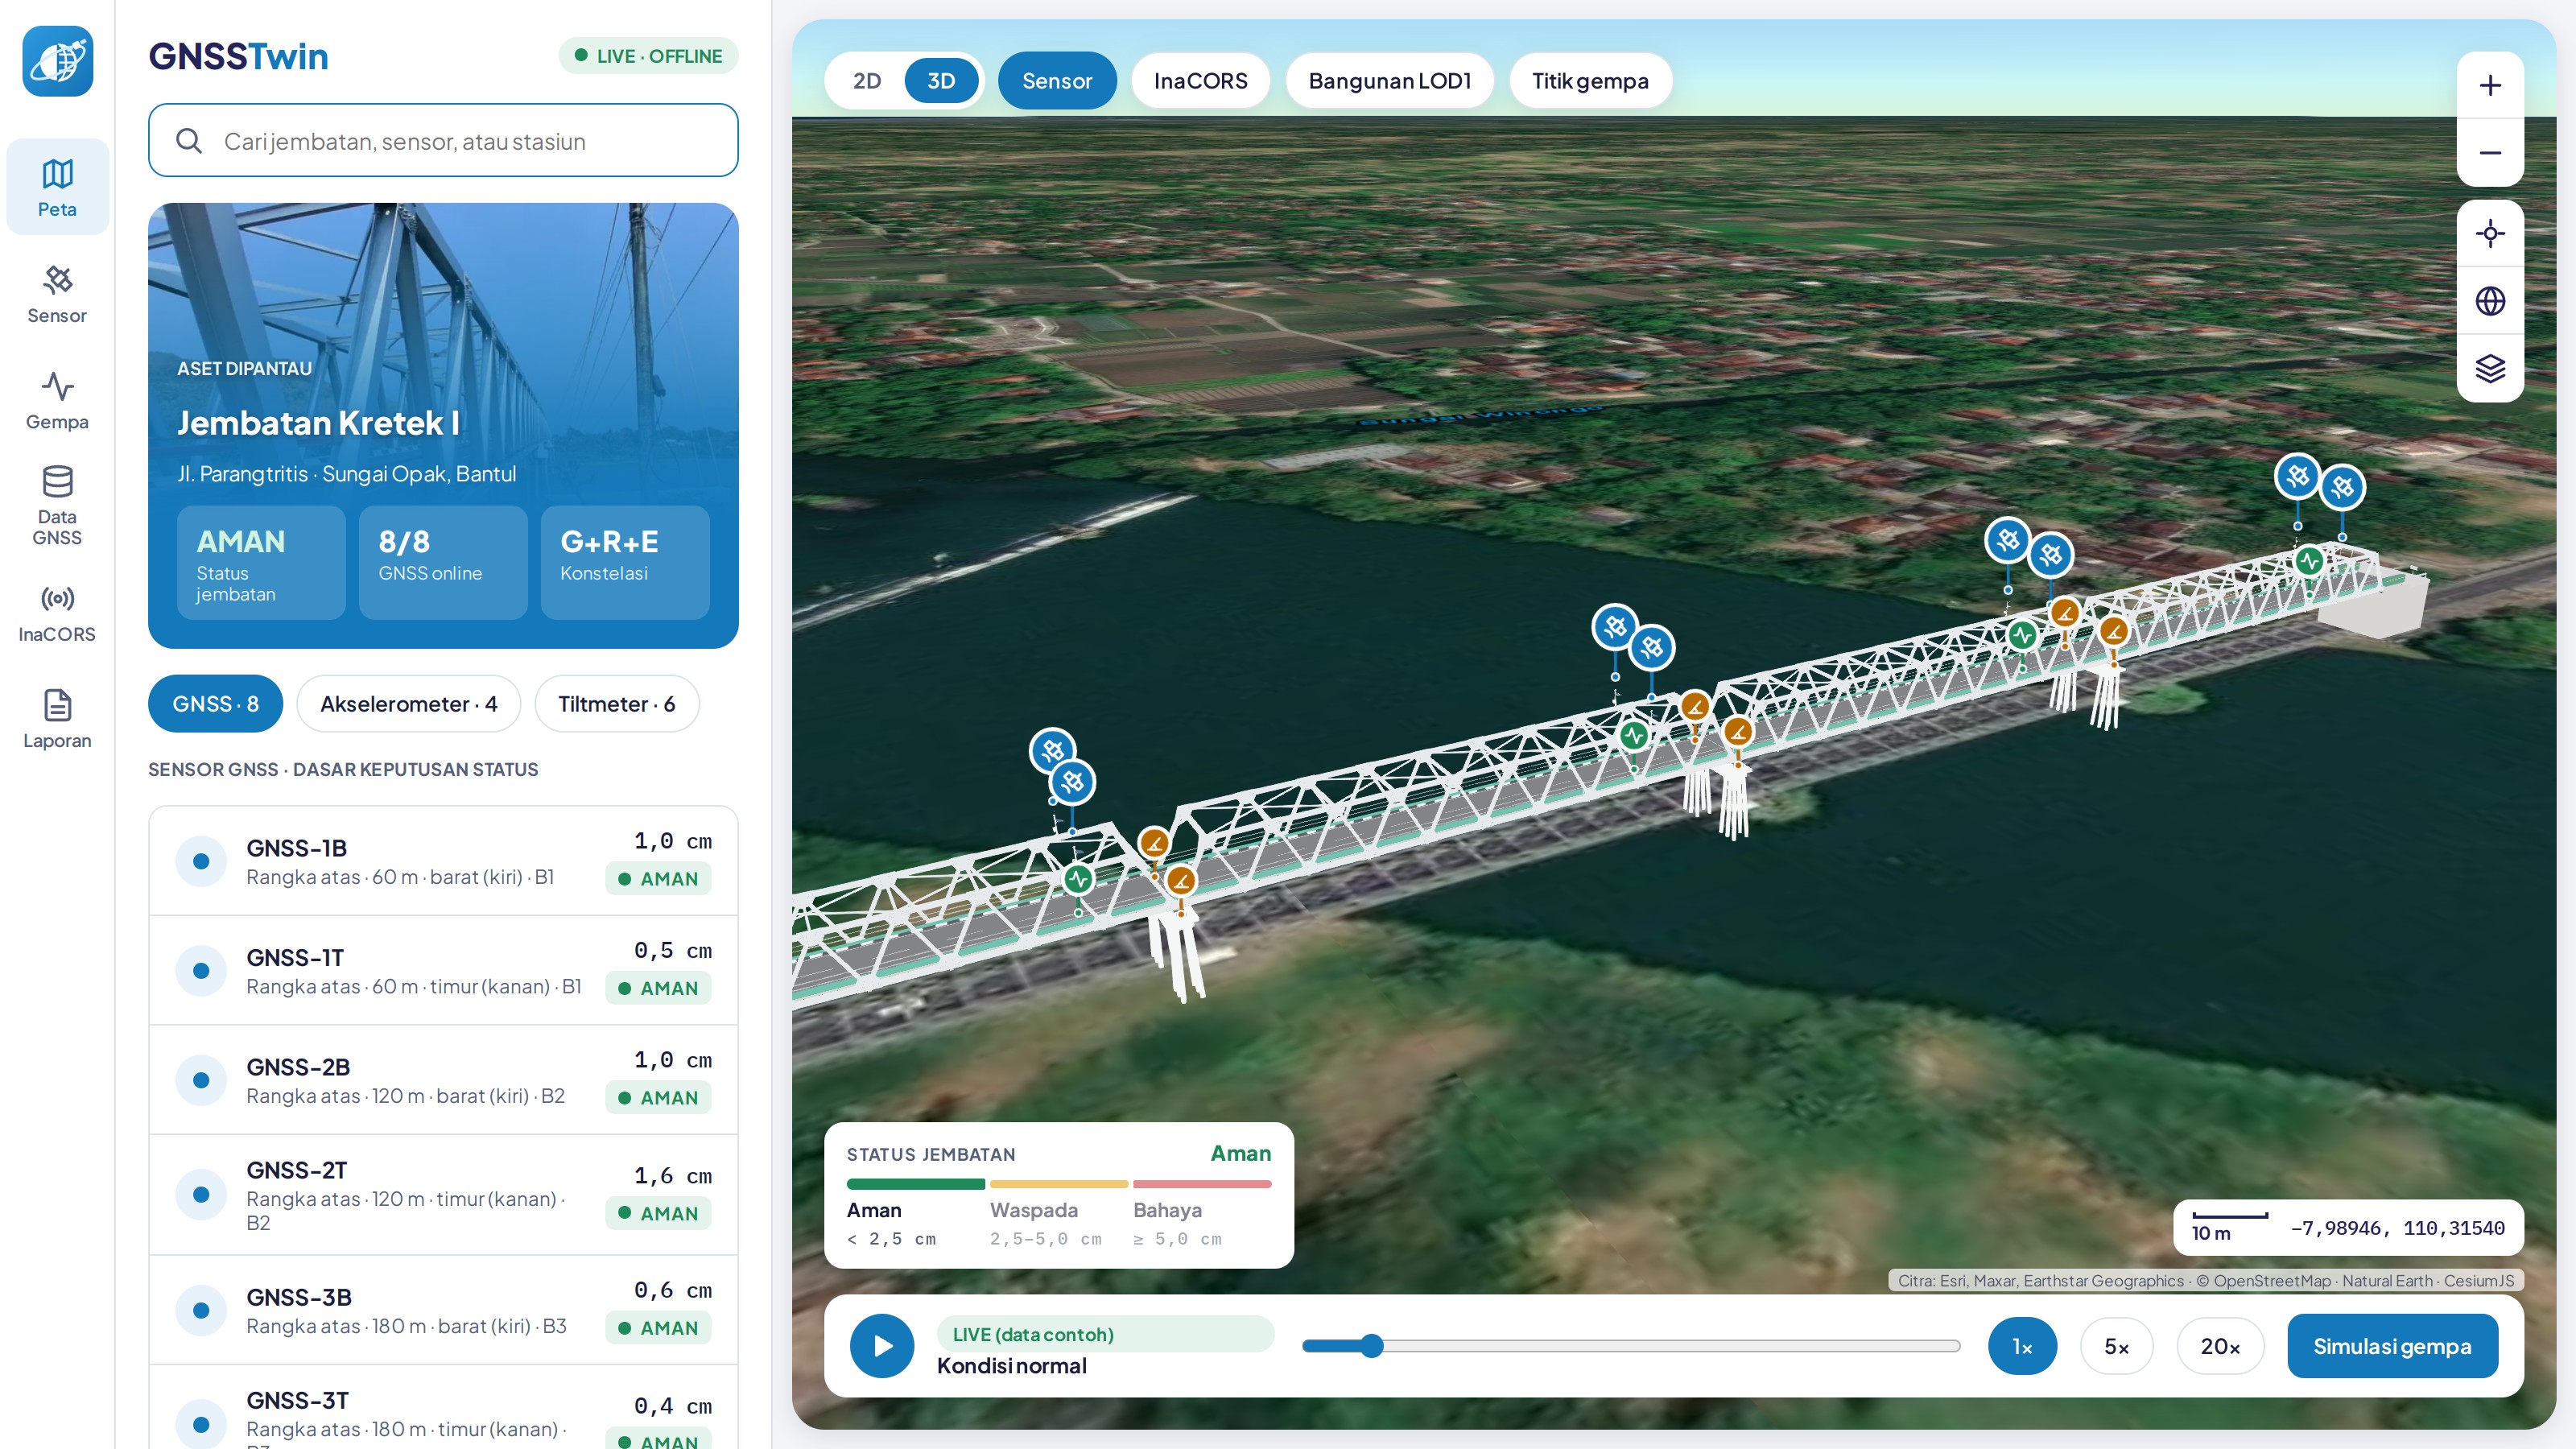 GNSSTwin
LIVE · OFFLINE
Cari jembatan, sensor, atau stasiun
Peta
Sensor
Gempa
Data
GNSS
InaCORS
Laporan
ASET DIPANTAU
Jembatan Kretek I
Jl. Parangtritis · Sungai Opak, Bantul
AMAN
Status
jembatan
8/8
GNSS online
G+R+E
Konstelasi
GNSS · 8
Akselerometer · 4
Tiltmeter · 6
SENSOR GNSS · DASAR KEPUTUSAN STATUS
GNSS-1B
Rangka atas · 60 m · barat (kiri) · B1
1,0 cm
AMAN
GNSS-1T
Rangka atas · 60 m · timur (kanan) · B1
0,5 cm
AMAN
GNSS-2B
Rangka atas · 120 m · barat (kiri) · B2
1,0 cm
AMAN
GNSS-2T
Rangka atas · 120 m · timur (kanan) ·
B2
1,6 cm
AMAN
GNSS-3B
Rangka atas · 180 m · barat (kiri) · B3
0,6 cm
AMAN
GNSS-3T
Rangka atas · 180 m · timur (kanan) ·
0,4 cm
AMAN
2D
3D
Sensor
InaCORS
Bangunan LOD1
Titik gempa
Sungai Winongo
STATUS JEMBATAN
Aman
Aman
Waspada
Bahaya
< 2,5 cm
2,5–5,0 cm
≥ 5,0 cm
10 m
−7,98946, 110,31540
Citra: Esri, Maxar, Earthstar Geographics · © OpenStreetMap · Natural Earth · CesiumJS
LIVE (data contoh)
Kondisi normal
1×
5×
20×
Simulasi gempa